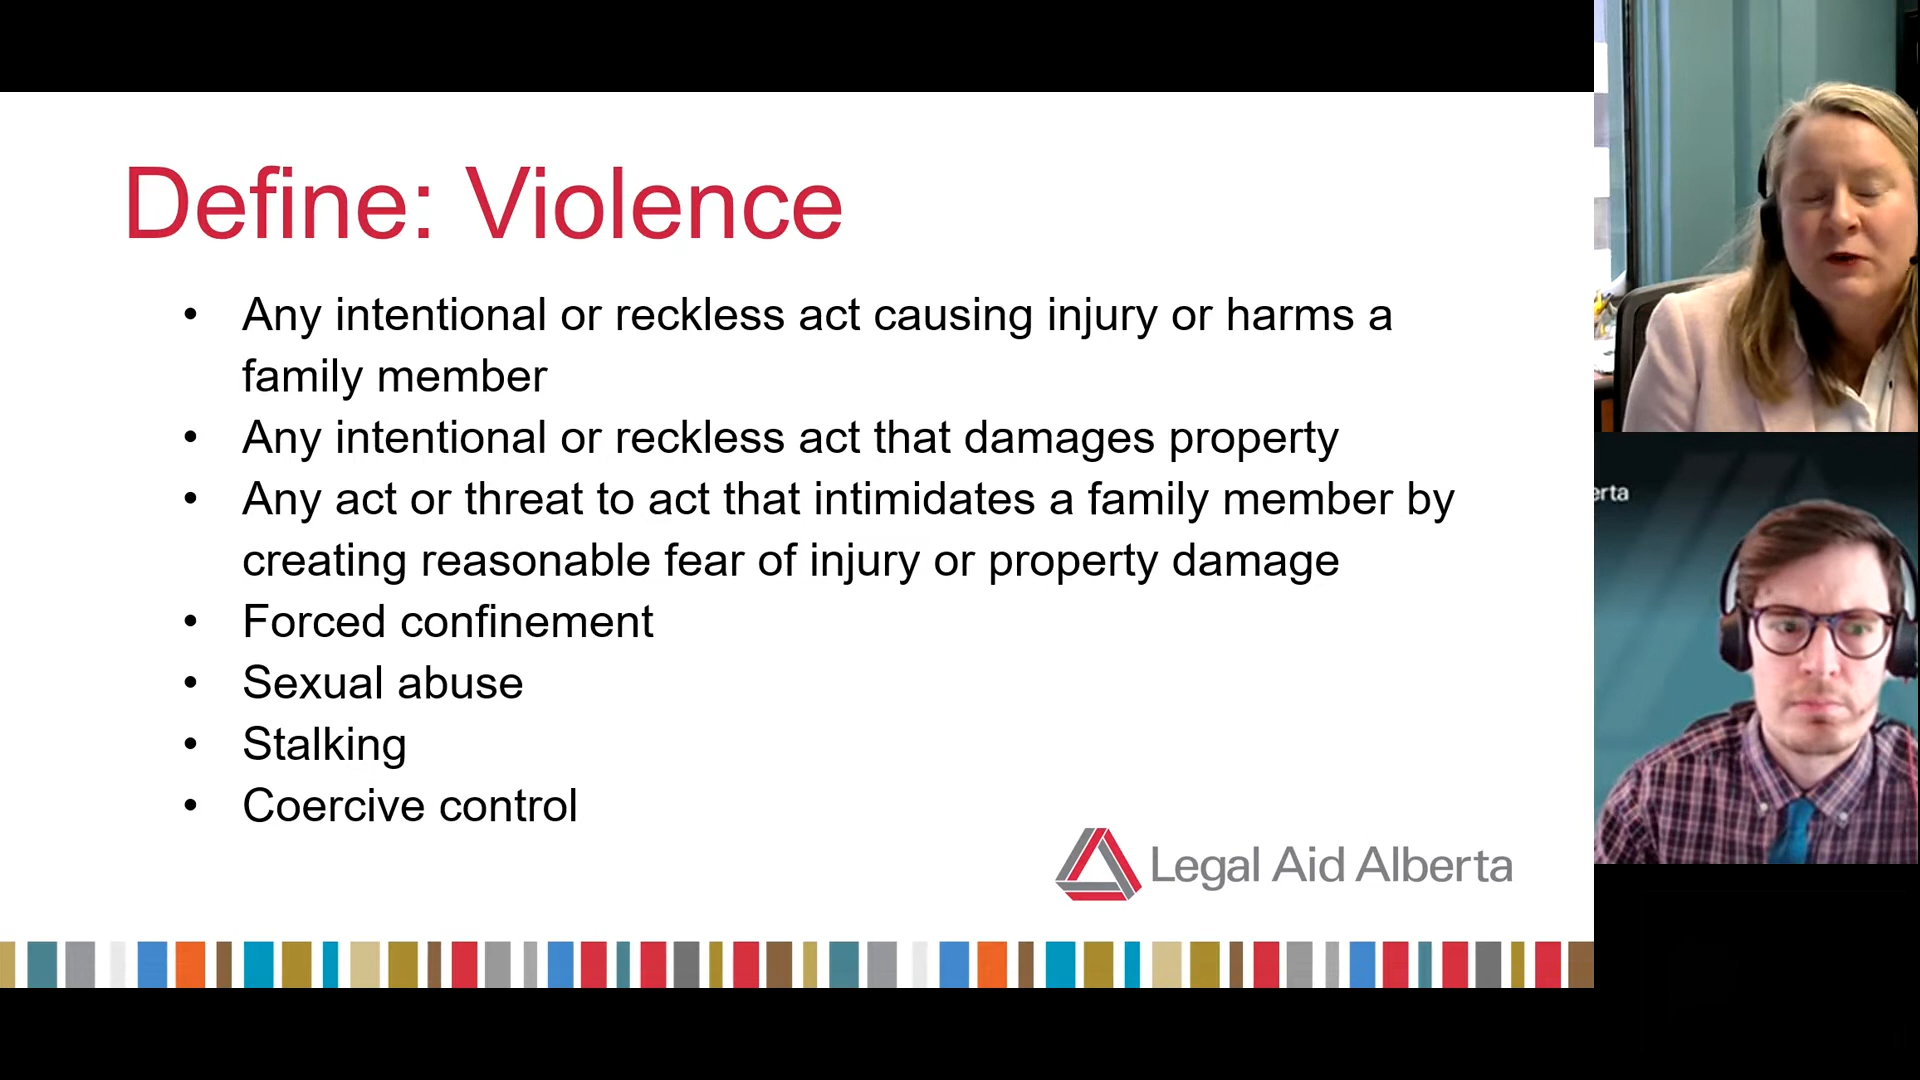 Define: Violence
• Any intentional or reckless act causing injury or harms a
family member
• Any intentional or reckless act that damages property
• Any act or threat to act that intimidates a family member by
creating reasonable fear of injury or property damage
• Forced confinement
• Sexual abuse
• Stalking
• Coercive control
Legal Aid Alberta
erta